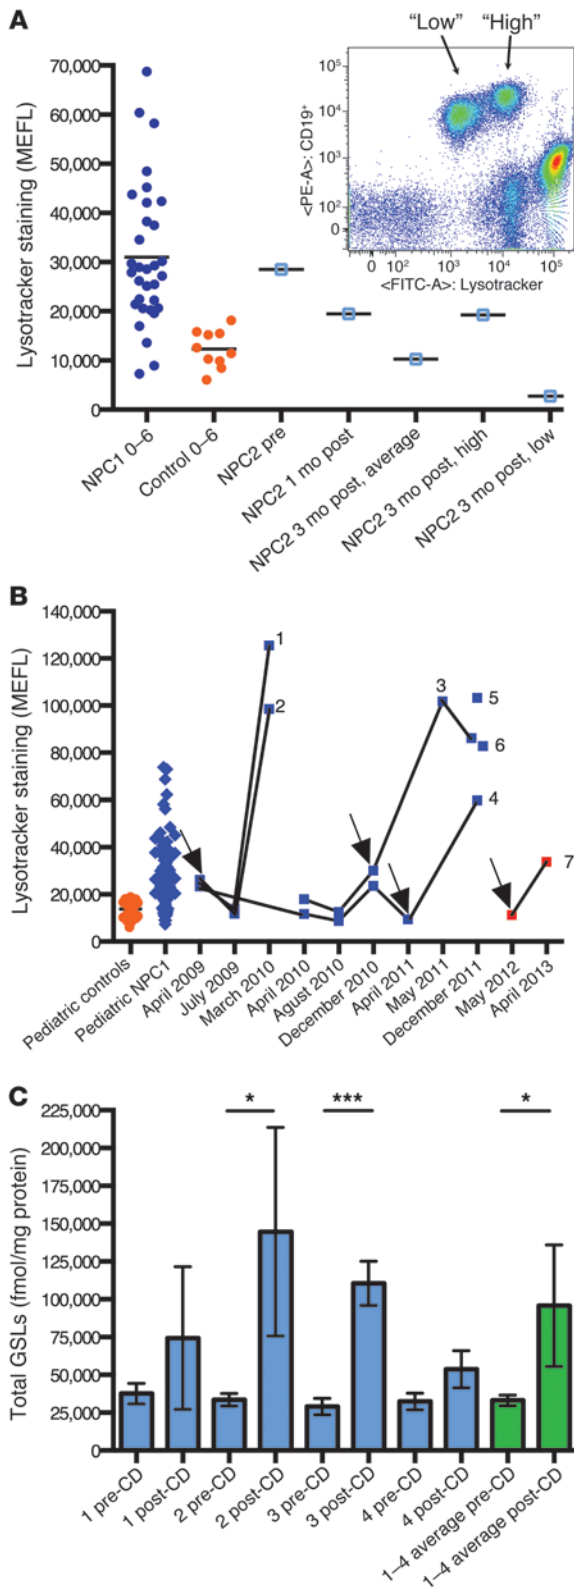 A
"Low" "High"
70,000
60,000
50,000
40,000
30,000
20,000
10,000
0
Lysotracker staining (MEFL)
10⁵
10⁴
10³
10²
0
<PE-A>: CD19⁺
0 10² 10³ 10⁴ 10⁵
<FITC-A>: Lysotracker
NPC1 0–6
Control 0–6
NPC2 pre
NPC2 1 mo post
NPC2 3 mo post, average
NPC2 3 mo post, high
NPC2 3 mo post, low
B
140,000
120,000
100,000
80,000
60,000
40,000
20,000
0
Lysotracker staining (MEFL)
1
2
3
5
6
4
7
Pediatric controls
Pediatric NPC1
April 2009
July 2009
March 2010
April 2010
Agust 2010
December 2010
April 2011
May 2011
December 2011
May 2012
April 2013
C
225,000
200,000
175,000
150,000
125,000
100,000
75,000
50,000
25,000
0
Total GSLs (fmol/mg protein)
* *** *
1 pre-CD
1 post-CD
2 pre-CD
2 post-CD
3 pre-CD
3 post-CD
4 pre-CD
4 post-CD
1–4 average pre-CD
1–4 average post-CD